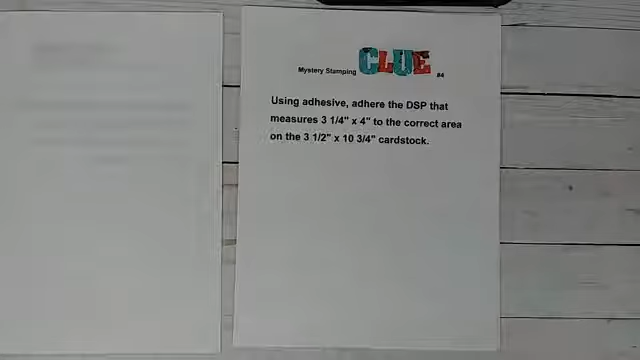 Mystery Stamping CLUE #4
Using adhesive, adhere the DSP that
measures 3 1/4" x 4" to the correct area
on the 3 1/2" x 10 3/4" cardstock.